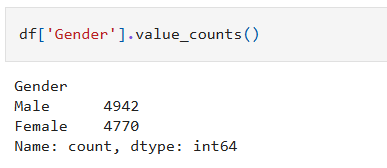 df['Gender'].value_counts()
Gender
Male      4942
Female    4770
Name: count, dtype: int64